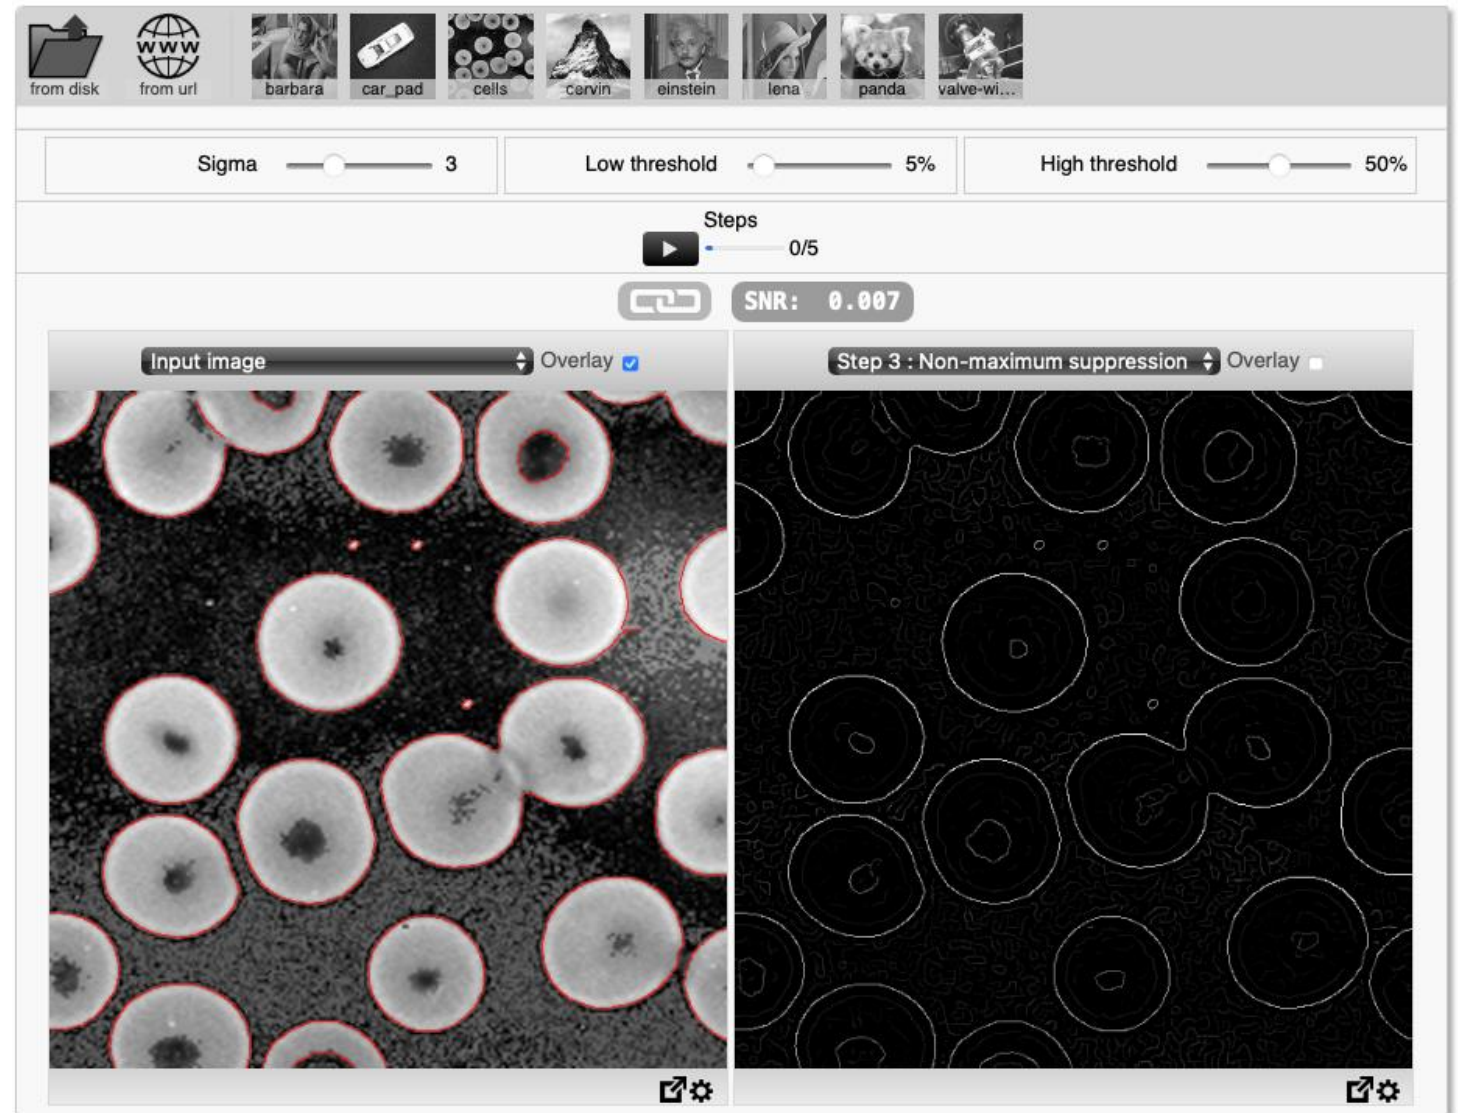 WWW
from disk
from url
barbara
car_pad
cells
cervin
einstein
lena
panda
valve-wi...
Sigma 3
Low threshold 5%
High threshold 50%
Steps
0/5
SNR: 0.007
Input image
Overlay
Step 3 : Non-maximum suppression
Overlay